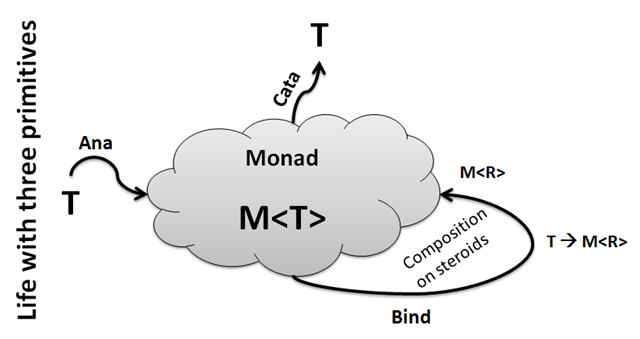 Life with three primitives
T
Cata
Ana
T
Monad
M<T>
M<R>
Composition
on steroids
T → M<R>
Bind